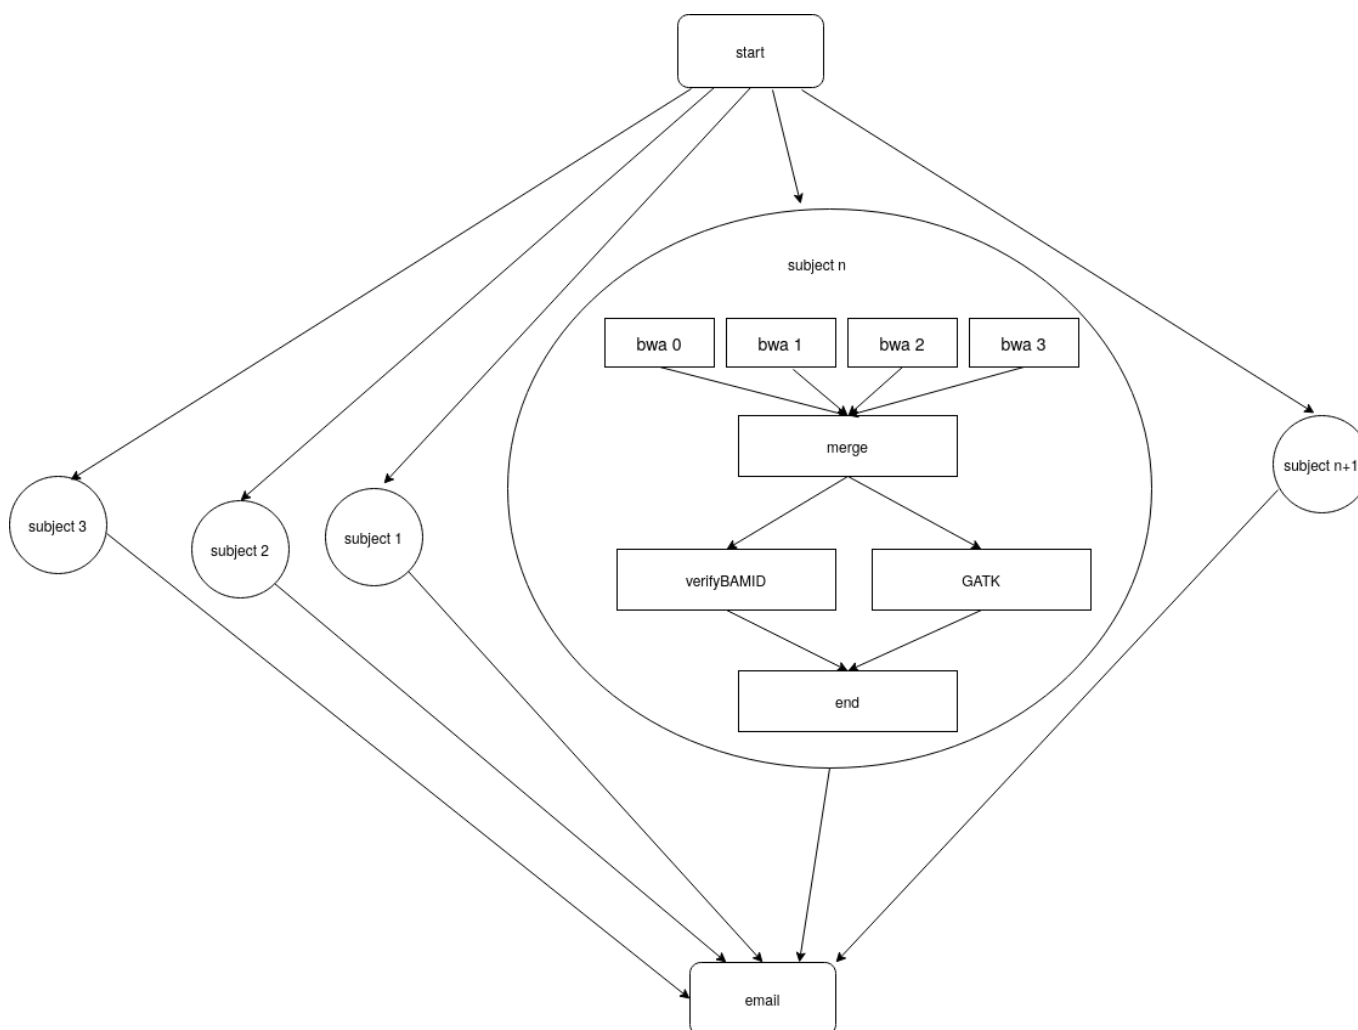 start
subject n
bwa 0
bwa 1
bwa 2
bwa 3
merge
subject n+1
subject 3
subject 2
subject 1
verifyBAMID
GATK
end
email